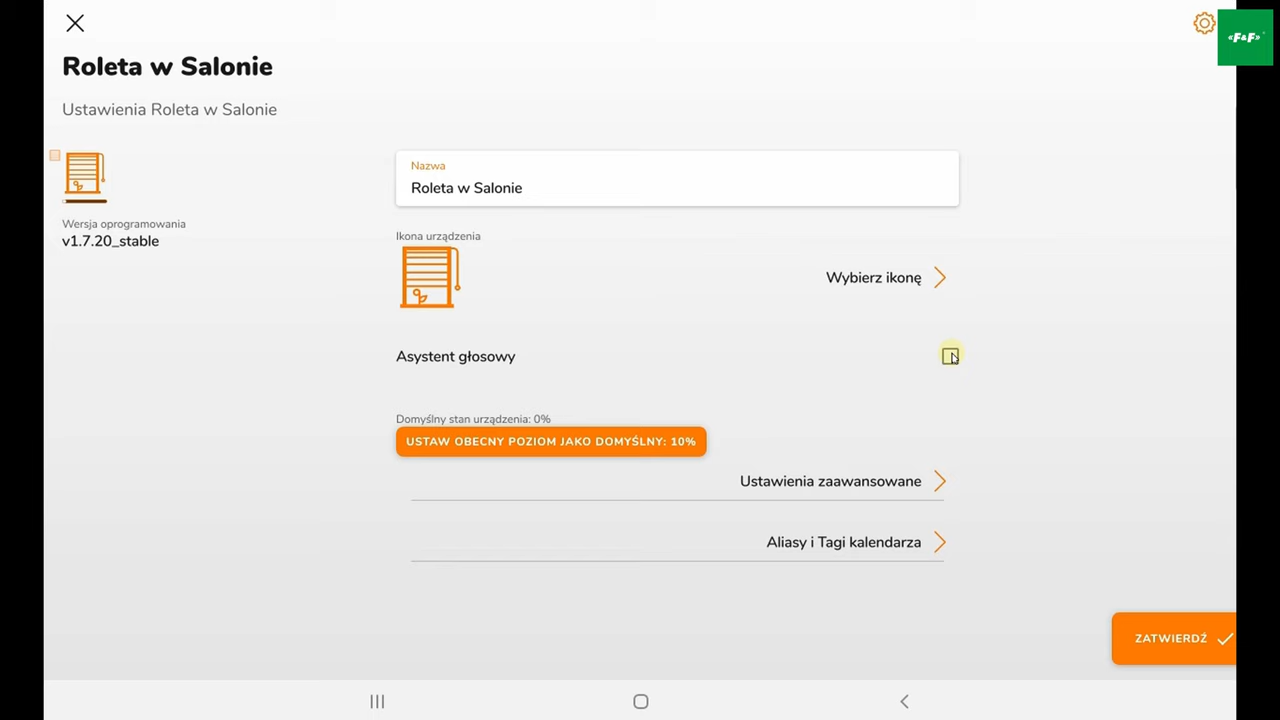 «F&F»
Roleta w Salonie
Ustawienia Roleta w Salonie
Wersja oprogramowania
v1.7.20_stable
Nazwa
Roleta w Salonie
Ikona urządzenia
Wybierz ikonę
Asystent głosowy
Domyślny stan urządzenia: 0%
USTAW OBECNY POZIOM JAKO DOMYŚLNY: 10%
Ustawienia zaawansowane
Aliasy i Tagi kalendarza
ZATWIERDŹ